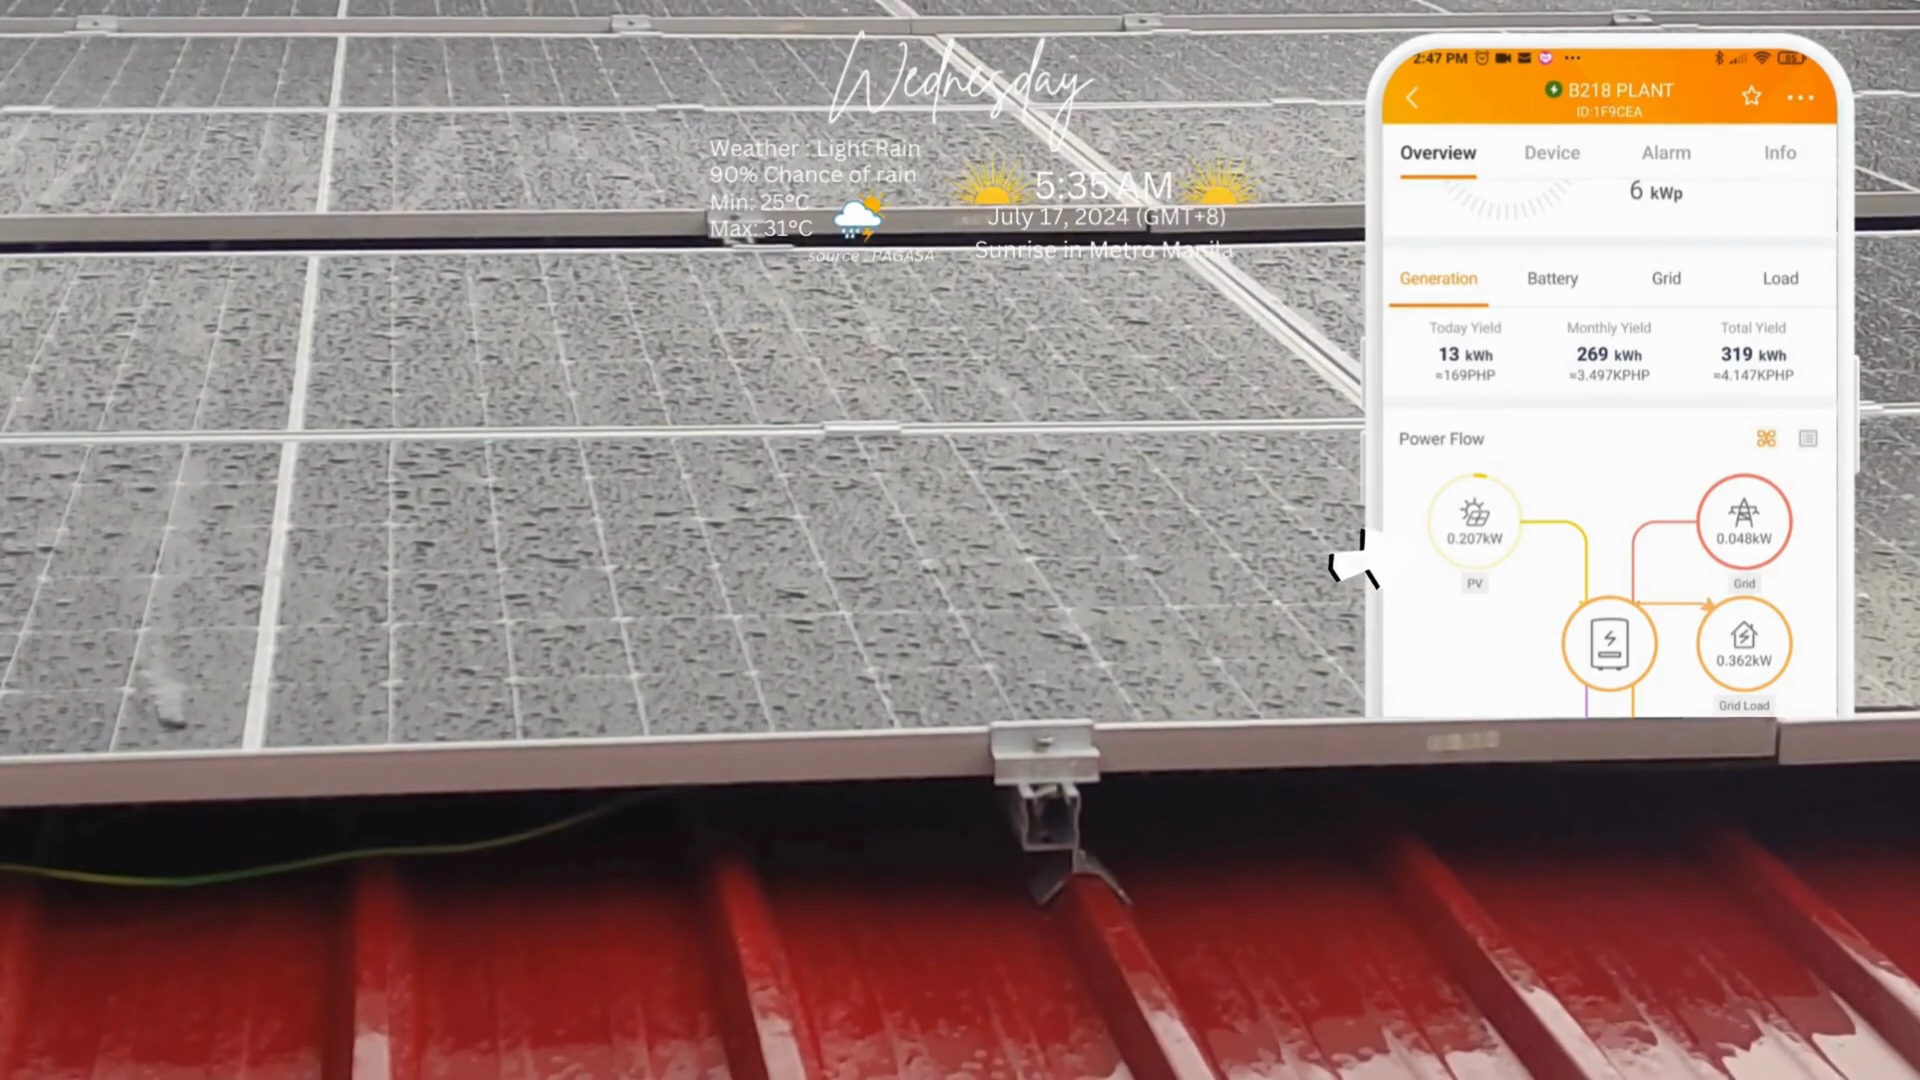 Wednesday
Weather : Light Rain
90% Chance of rain
Min: 25°C
Max: 31°C
source : PAGASA
5:35 AM
July 17, 2024 (GMT+8)
Sunrise in Metro Manila
2:47 PM
B218 PLANT
ID:1F9CEA
Overview Device Alarm Info
6 kWp
Generation Battery Grid Load
Today Yield Monthly Yield Total Yield
13 kWh 269 kWh 319 kWh
≈169PHP ≈3.497KPHP ≈4.147KPHP
Power Flow
0.207kW 0.048kW
PV Grid
0.362kW
Grid Load